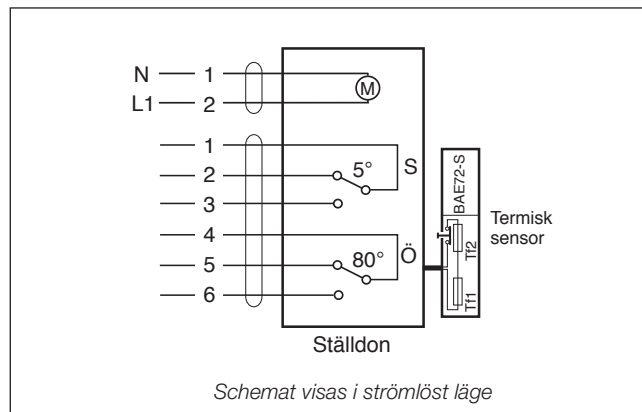 N 1
L1 2
M
1
2
3
4
5
6
5°
S
80°
Ö
BAE72-S
Tf2
Tf1
Termisk
sensor
Ställdon
Schemat visas i strömlöst läge